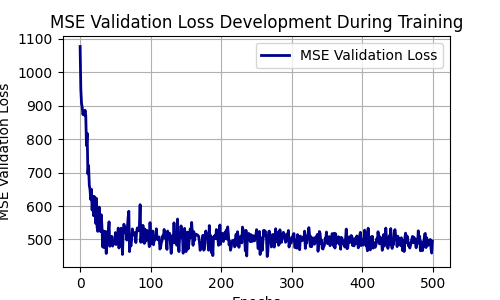 MSE Validation Loss Development During Training
MSE Validation Loss
1100
1000
900
800
700
600
500
MSE Validation Loss
0 100 200 300 400 500
Epochs